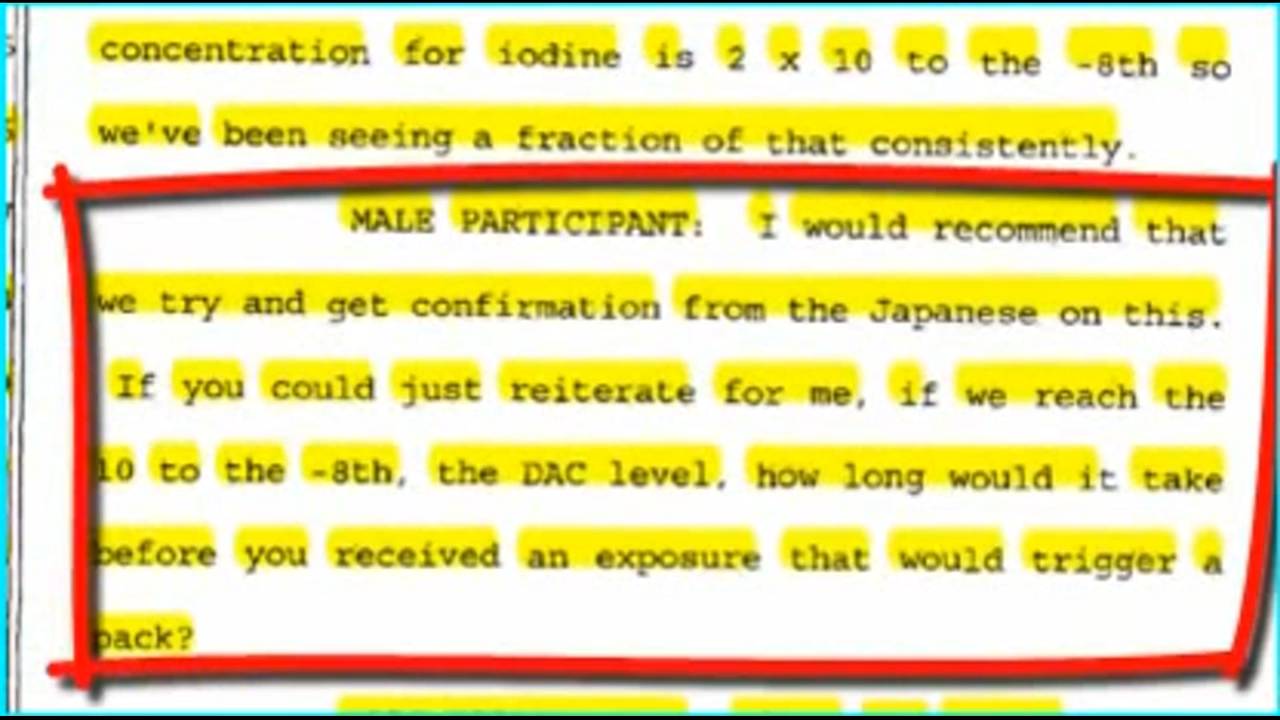 concentration for iodine is 2 x 10 to the -8th so
we've been seeing a fraction of that consistently.
MALE PARTICIPANT: I would recommend that
we try and get confirmation from the Japanese on this.
If you could just reiterate for me, if we reach the
10 to the -8th, the DAC level, how long would it take
before you received an exposure that would trigger a
pack?